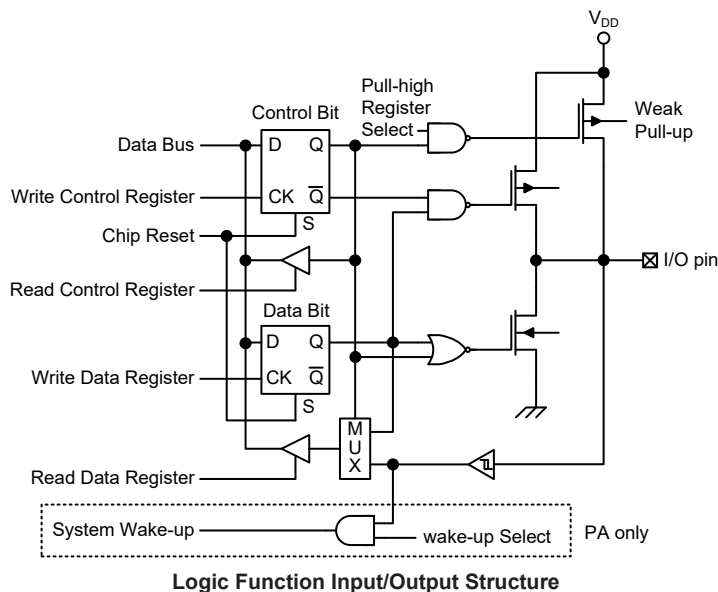 V_DD
Pull-high
Register
Select
Control Bit
Weak
Pull-up
Data Bus
D Q
Write Control Register
CK Q̅
Chip Reset
S
I/O pin
Read Control Register
Data Bit
D Q
Write Data Register
CK Q̅
S
M
U
X
Read Data Register
System Wake-up
wake-up Select
PA only
Logic Function Input/Output Structure